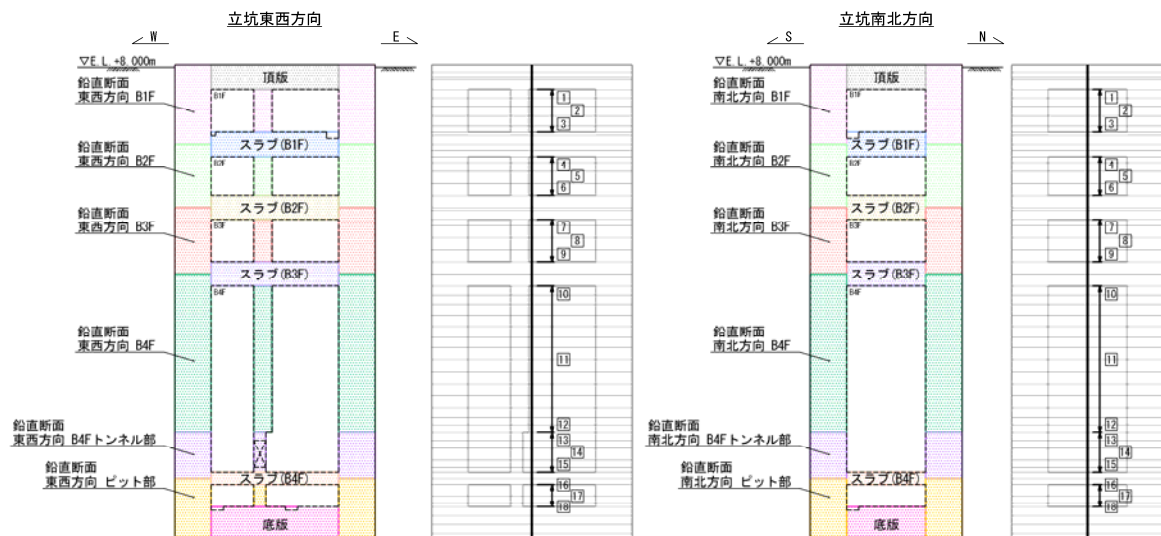 立坑東西方向
W
E
▽E.L.+8.000m
頂版
鉛直断面
東西方向 B1F
B1F
スラブ(B1F)
鉛直断面
東西方向 B2F
B2F
スラブ(B2F)
鉛直断面
東西方向 B3F
B3F
スラブ(B3F)
B4F
鉛直断面
東西方向 B4F
鉛直断面
東西方向 B4Fトンネル部
鉛直断面
東西方向 ピット部
スラブ(B4F)
底版
1
2
3
4
5
6
7
8
9
10
11
12
13
14
15
16
17
18
立坑南北方向
S
N
▽E.L.+8.000m
頂版
鉛直断面
南北方向 B1F
B1F
スラブ(B1F)
鉛直断面
南北方向 B2F
B2F
スラブ(B2F)
鉛直断面
南北方向 B3F
B3F
スラブ(B3F)
B4F
鉛直断面
南北方向 B4F
鉛直断面
南北方向 B4Fトンネル部
鉛直断面
南北方向 ピット部
スラブ(B4F)
底版
1
2
3
4
5
6
7
8
9
10
11
12
13
14
15
16
17
18